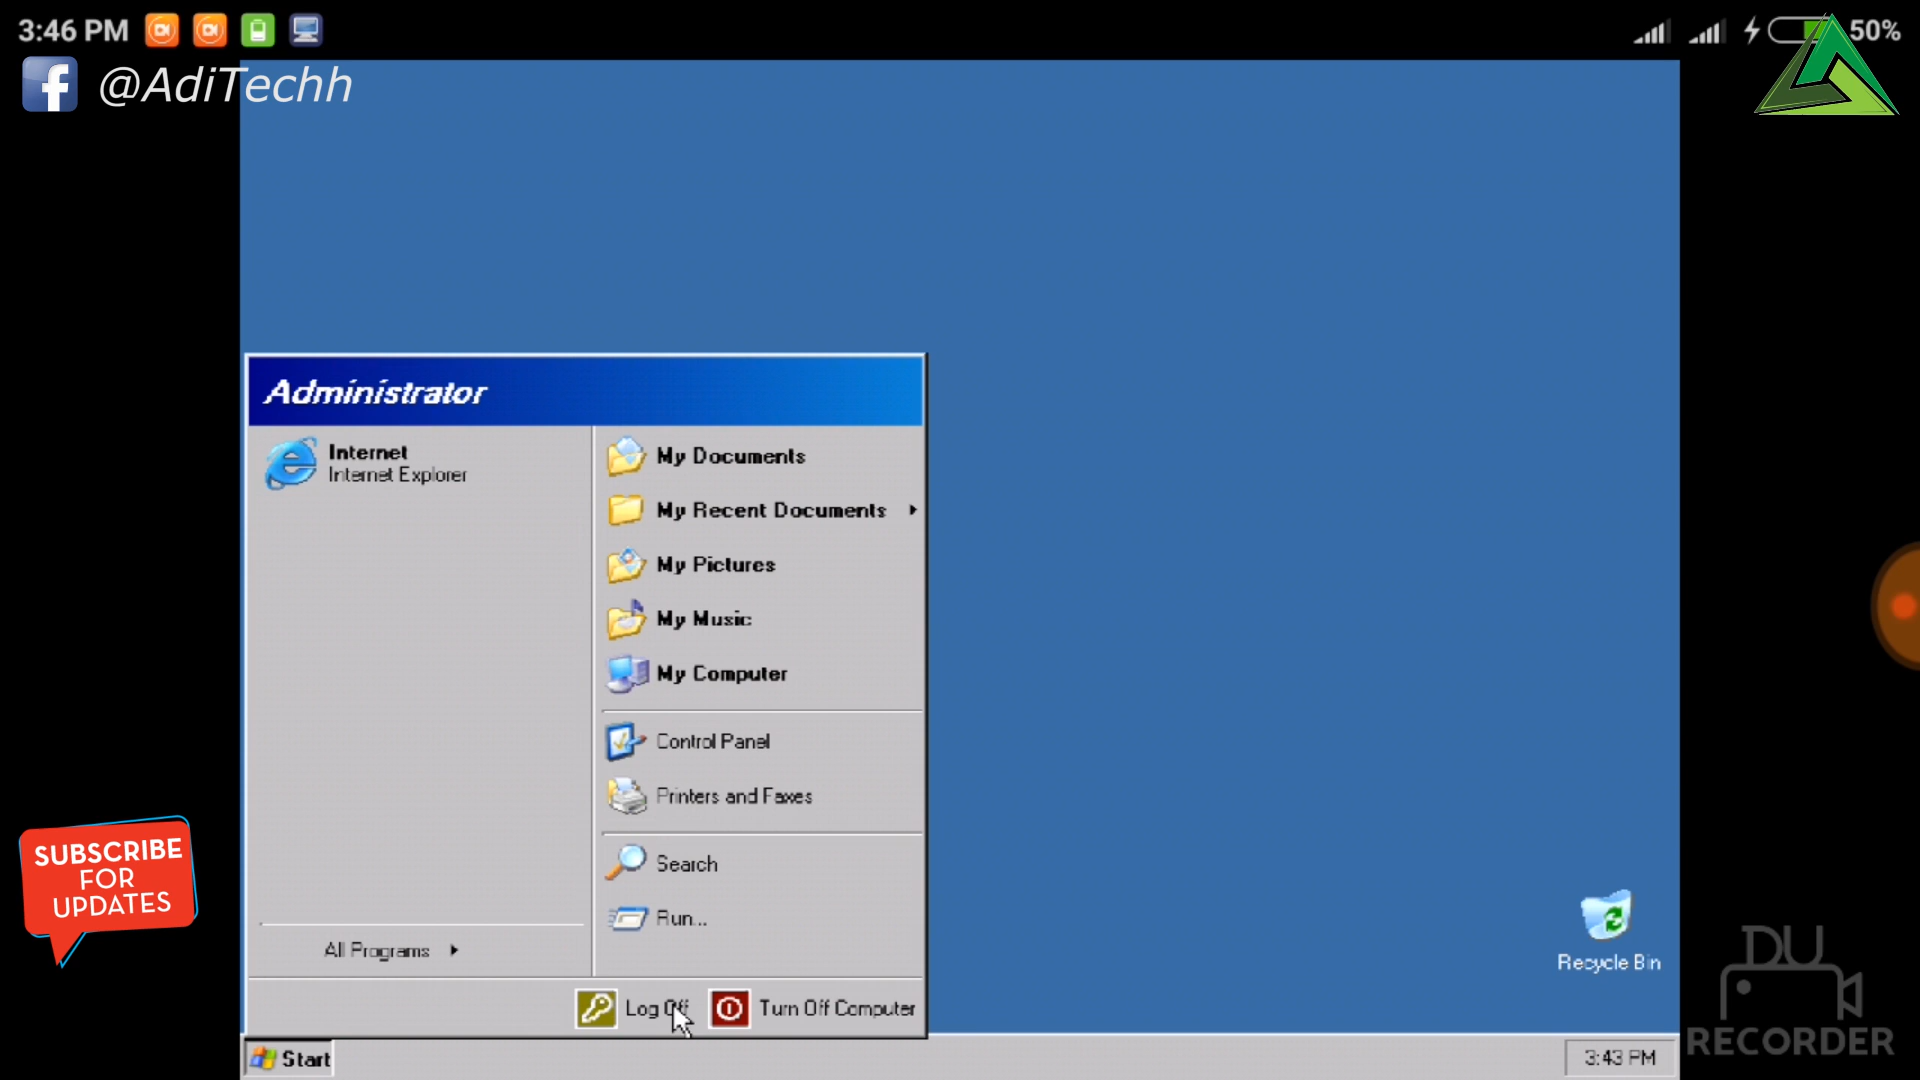 3:46 PM
50%
@AdiTechh
Administrator
Internet
Internet Explorer
My Documents
My Recent Documents
My Pictures
My Music
My Computer
Control Panel
Printers and Faxes
Search
Run...
All Programs
Log Off
Turn Off Computer
Start
Recycle Bin
3:43 PM
SUBSCRIBE
FOR
UPDATES
DU
RECORDER